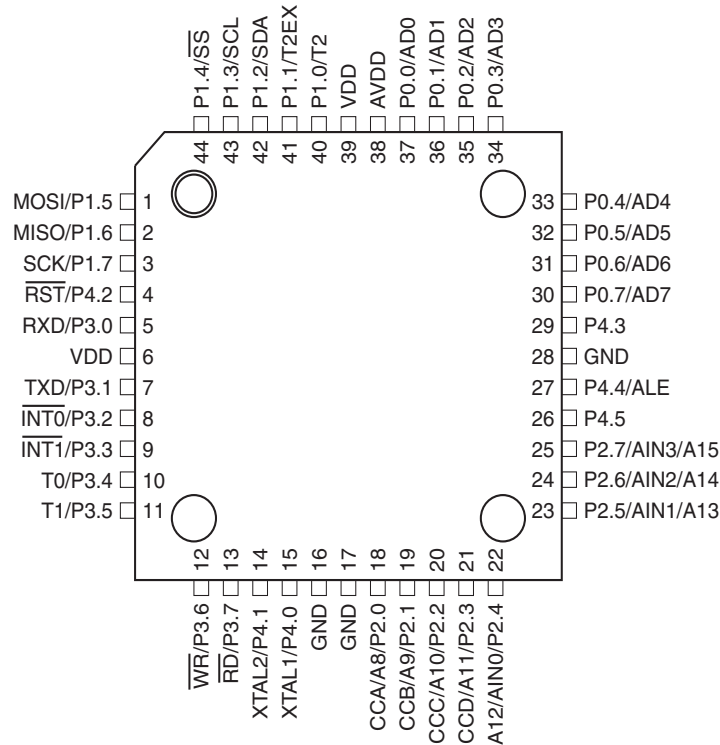 P1.4/S̅S̅
P1.3/SCL
P1.2/SDA
P1.1/T2EX
P1.0/T2
VDD
AVDD
P0.0/AD0
P0.1/AD1
P0.2/AD2
P0.3/AD3
44 43 42 41 40 39 38 37 36 35 34
MOSI/P1.5 1
MISO/P1.6 2
SCK/P1.7 3
R̅S̅T̅/P4.2 4
RXD/P3.0 5
VDD 6
TXD/P3.1 7
I̅N̅T̅0̅/P3.2 8
I̅N̅T̅1̅/P3.3 9
T0/P3.4 10
T1/P3.5 11
33 P0.4/AD4
32 P0.5/AD5
31 P0.6/AD6
30 P0.7/AD7
29 P4.3
28 GND
27 P4.4/ALE
26 P4.5
25 P2.7/AIN3/A15
24 P2.6/AIN2/A14
23 P2.5/AIN1/A13
12 13 14 15 16 17 18 19 20 21 22
W̅R̅/P3.6
R̅D̅/P3.7
XTAL2/P4.1
XTAL1/P4.0
GND
GND
CCA/A8/P2.0
CCB/A9/P2.1
CCC/A10/P2.2
CCD/A11/P2.3
A12/AIN0/P2.4